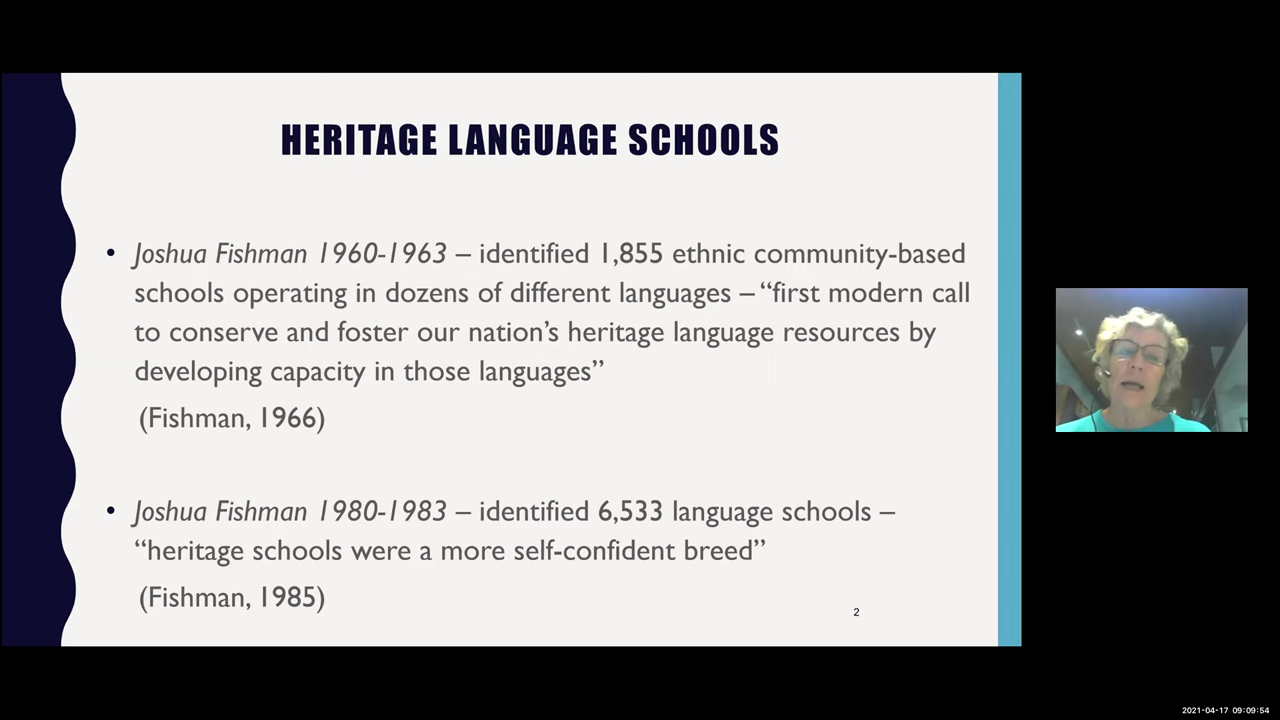 HERITAGE LANGUAGE SCHOOLS
• Joshua Fishman 1960-1963 – identified 1,855 ethnic community-based
schools operating in dozens of different languages – “first modern call
to conserve and foster our nation’s heritage language resources by
developing capacity in those languages”
(Fishman, 1966)
• Joshua Fishman 1980-1983 – identified 6,533 language schools –
“heritage schools were a more self-confident breed”
(Fishman, 1985)
2
2021-04-17 09:09:54